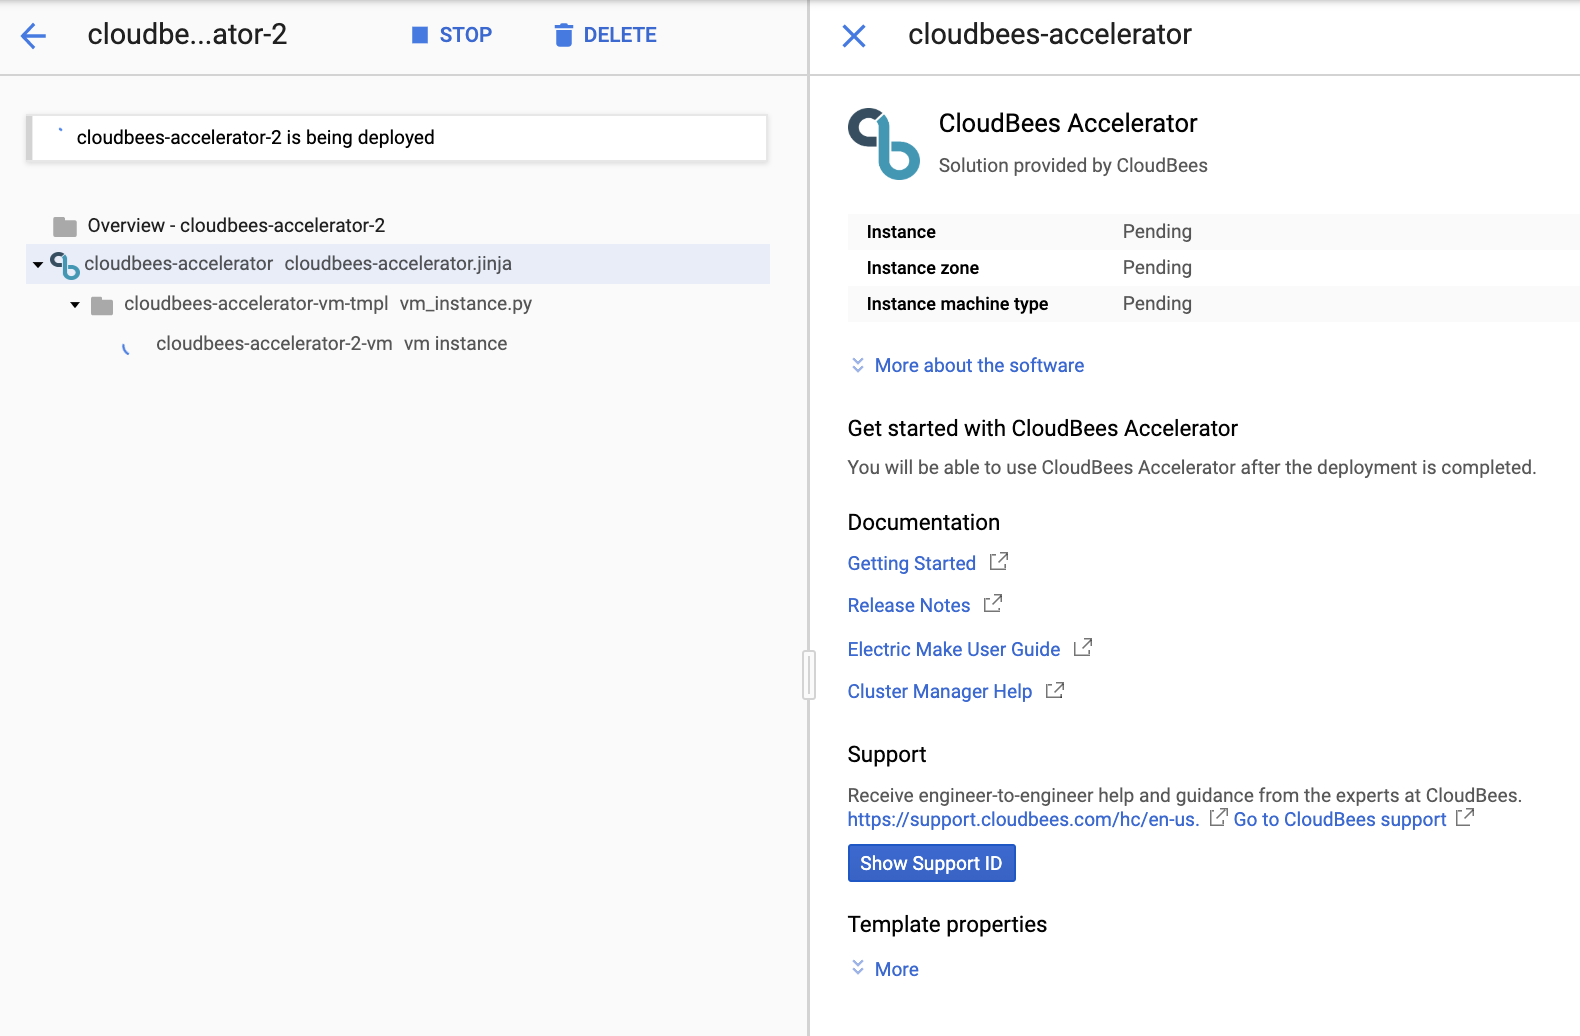 cloudbe...ator-2
STOP
DELETE
cloudbees-accelerator-2 is being deployed
Overview - cloudbees-accelerator-2
cloudbees-accelerator cloudbees-accelerator.jinja
cloudbees-accelerator-vm-tmpl vm_instance.py
cloudbees-accelerator-2-vm vm instance
cloudbees-accelerator
CloudBees Accelerator
Solution provided by CloudBees
Instance Pending
Instance zone Pending
Instance machine type Pending
More about the software
Get started with CloudBees Accelerator
You will be able to use CloudBees Accelerator after the deployment is completed.
Documentation
Getting Started
Release Notes
Electric Make User Guide
Cluster Manager Help
Support
Receive engineer-to-engineer help and guidance from the experts at CloudBees.
https://support.cloudbees.com/hc/en-us. Go to CloudBees support
Show Support ID
Template properties
More